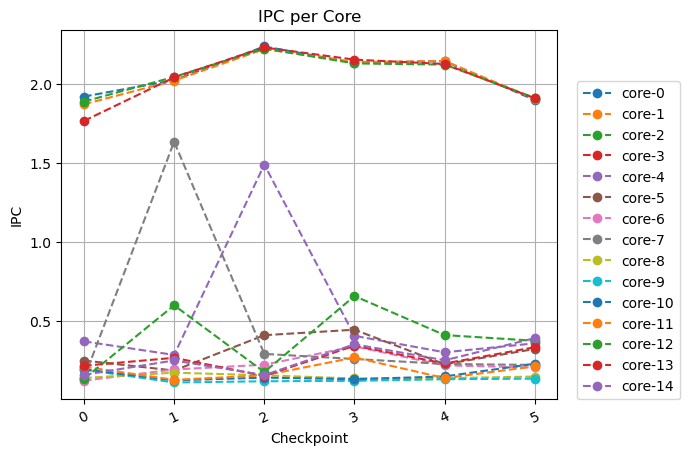 IPC per Core
IPC
2.0
1.5
1.0
0.5
0
1
2
3
4
5
Checkpoint
core-0
core-1
core-2
core-3
core-4
core-5
core-6
core-7
core-8
core-9
core-10
core-11
core-12
core-13
core-14